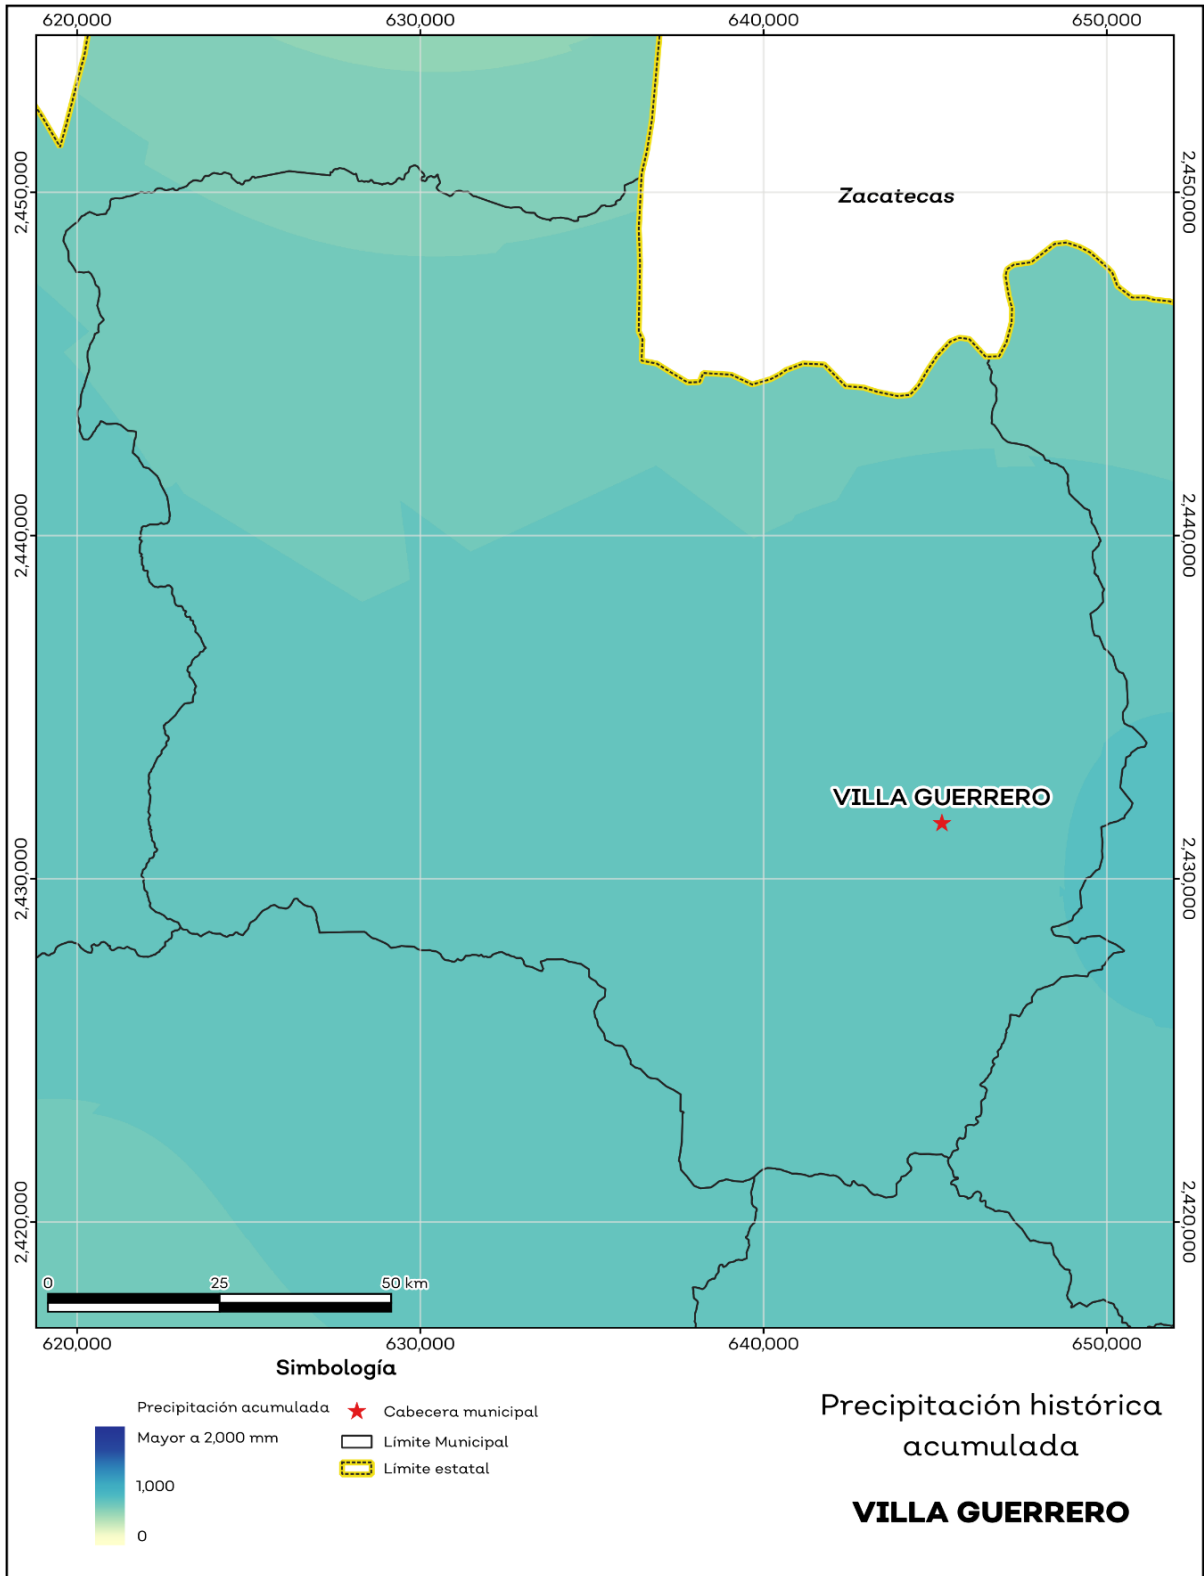 620,000 630,000 640,000 650,000
2,450,000 2,450,000
Zacatecas
2,440,000 2,440,000
VILLA GUERRERO
2,430,000 2,430,000
2,420,000 2,420,000
0 25 50 km
620,000 630,000 640,000 650,000
Simbología
Precipitación acumulada
Mayor a 2,000 mm
1,000
0
Cabecera municipal
Límite Municipal
Límite estatal
Precipitación histórica
acumulada
VILLA GUERRERO